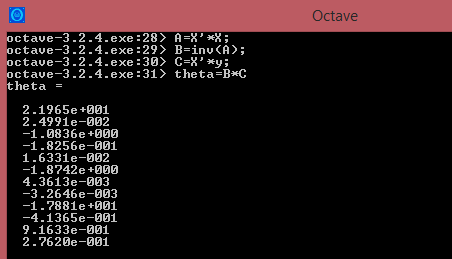 Octave
octave-3.2.4.exe:28> A=X'*X;
octave-3.2.4.exe:29> B=inv(A);
octave-3.2.4.exe:30> C=X'*y;
octave-3.2.4.exe:31> theta=B*C
theta =
2.1965e+001
2.4991e-002
-1.0836e+000
-1.8256e-001
1.6331e-002
-1.8742e+000
4.3613e-003
-3.2646e-003
-1.7881e+001
-4.1365e-001
9.1633e-001
2.7620e-001